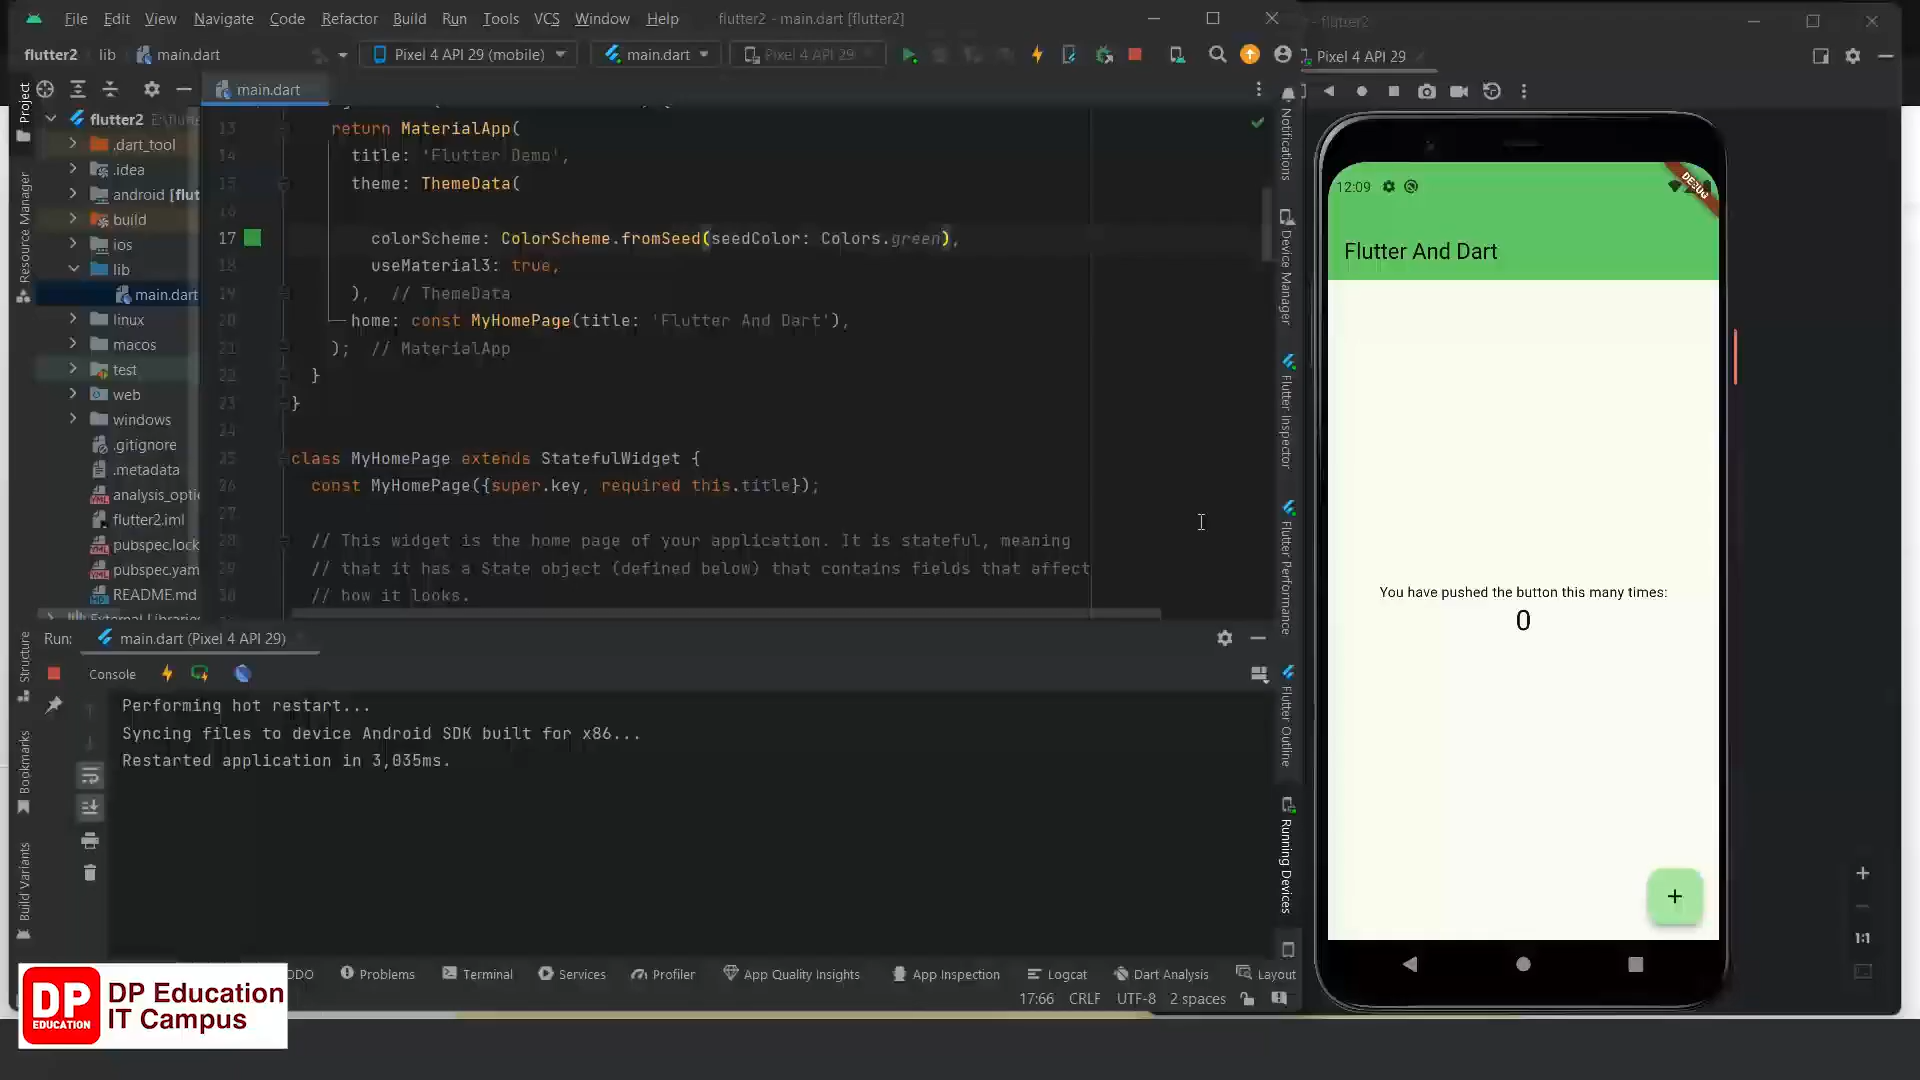 File Edit View Navigate Code Refactor Build Run Tools VCS Window Help flutter2 - main.dart [flutter2]
- flutter2
flutter2 lib main.dart Pixel 4 API 29 (mobile) main.dart Pixel 4 API 29
Pixel 4 API 29
Project
Resource Manager
Structure
Bookmarks
Build Variants
flutter2
.dart_tool
.idea
android [flut
build
ios
lib
main.dart
linux
macos
test
web
windows
.gitignore
.metadata
analysis_optio
flutter2.iml
pubspec.lock
pubspec.yam
README.md
External Libraries
main.dart
13 return MaterialApp(
14 title: 'Flutter Demo',
15 theme: ThemeData(
16
17 colorScheme: ColorScheme.fromSeed(seedColor: Colors.green),
18 useMaterial3: true,
19 ), // ThemeData
20 home: const MyHomePage(title: 'Flutter And Dart'),
21 ); // MaterialApp
22 }
23 }
24
25 class MyHomePage extends StatefulWidget {
26 const MyHomePage({super.key, required this.title});
27
28 // This widget is the home page of your application. It is stateful, meaning
29 // that it has a State object (defined below) that contains fields that affect
30 // how it looks.
Notifications
Device Manager
Flutter Inspector
Flutter Performance
Flutter Outline
Running Devices
Run: main.dart (Pixel 4 API 29)
Console
Performing hot restart...
Syncing files to device Android SDK built for x86...
Restarted application in 3,035ms.
ODO Problems Terminal Services Profiler App Quality Insights App Inspection Logcat Dart Analysis Layout
17:66 CRLF UTF-8 2 spaces
12:09
DEBUG
Flutter And Dart
You have pushed the button this many times:
0
+
1:1
DP
EDUCATION
DP Education
IT Campus